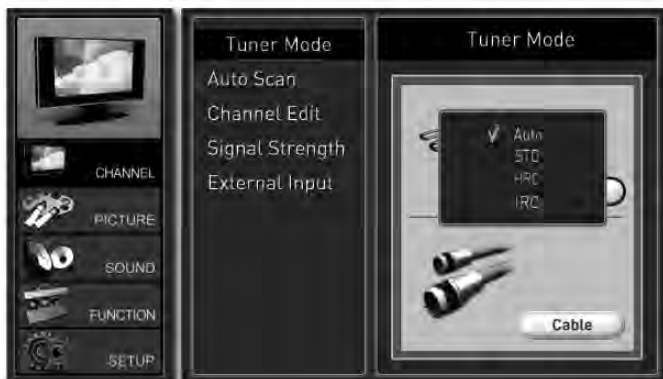 CHANNEL
PICTURE
SOUND
FUNCTION
SETUP
Tuner Mode
Auto Scan
Channel Edit
Signal Strength
External Input
Tuner Mode
Auto
STD
HRC
IRC
Cable